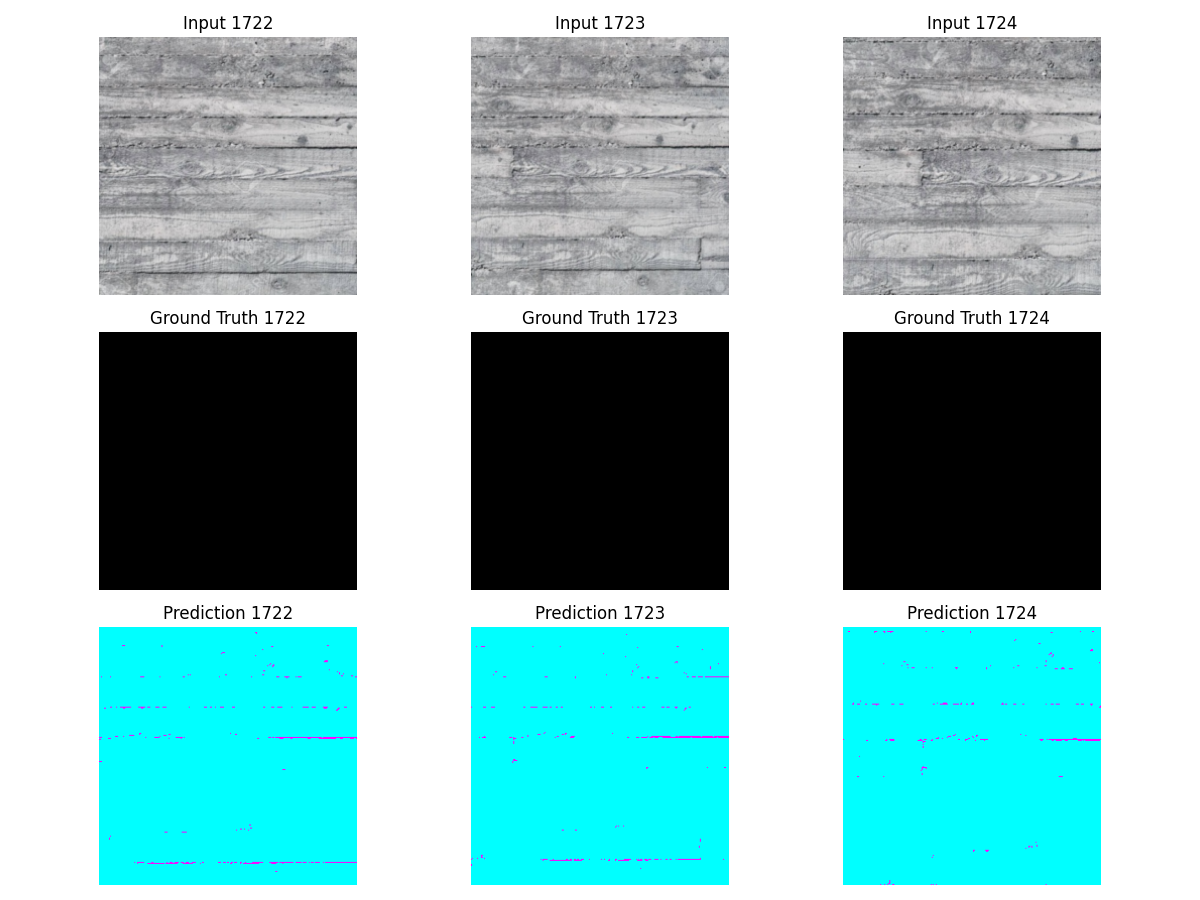 Input 1722
Input 1723
Input 1724
Ground Truth 1722
Ground Truth 1723
Ground Truth 1724
Prediction 1722
Prediction 1723
Prediction 1724